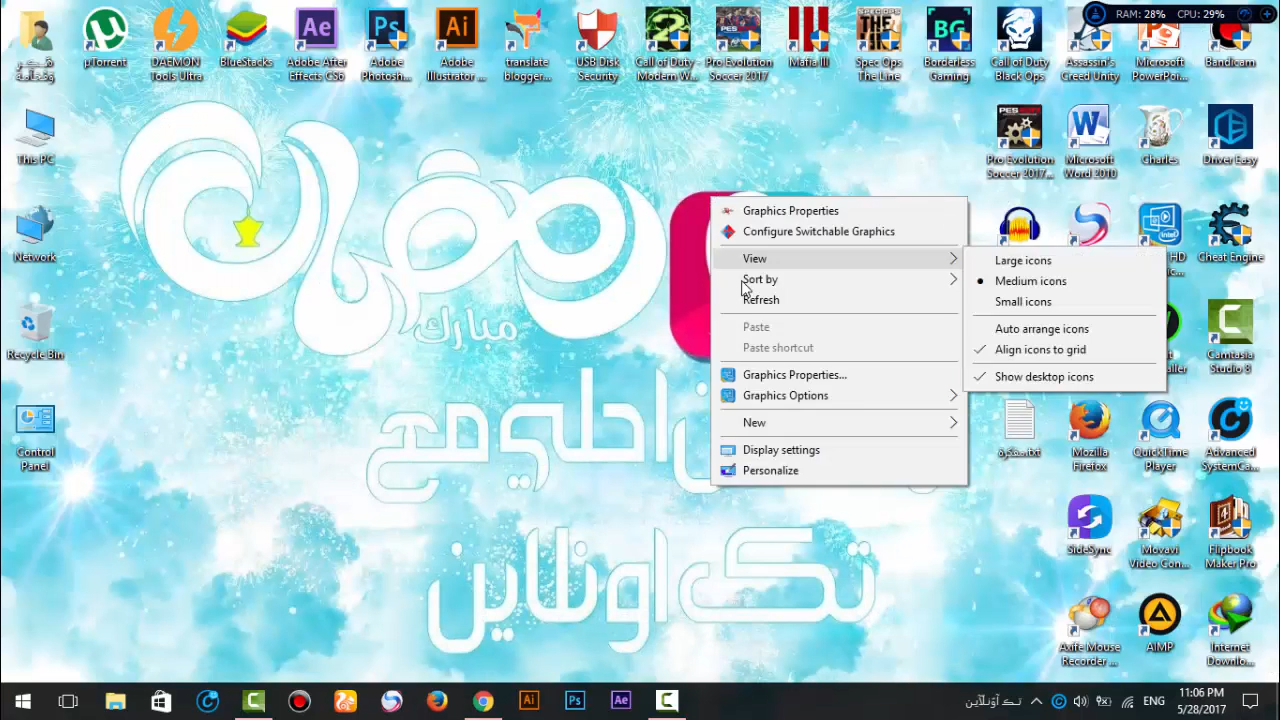 RAM: 28% CPU: 29%
µTorrent
DAEMON
Tools Ultra
BlueStacks
Adobe After
Effects CS6
Adobe
Photosh...
Adobe
Illustrator ...
translate
blogger...
USB Disk
Security
Call of Duty -
Modern W...
Pro Evolution
Soccer 2017
Mafia III
Spec Ops
The Line
Borderless
Gaming
Call of Duty
Black Ops
Assassin's
Creed Unity
Microsoft
PowerPoi...
Bandicam
This PC
Pro Evolution
Soccer 2017...
Microsoft
Word 2010
Charles
Driver Easy
Network
Cheat Engine
Recycle Bin
Camtasia
Studio 8
Control
Panel
Mozilla
Firefox
QuickTime
Player
Advanced
SystemCa...
SideSync
Movavi
Video Con...
Flipbook
Maker Pro
Axife Mouse
Recorder ...
AIMP
Internet
Downlo...
Graphics Properties
Configure Switchable Graphics
View
Sort by
Refresh
Paste
Paste shortcut
Graphics Properties...
Graphics Options
New
Display settings
Personalize
Large icons
Medium icons
Small icons
Auto arrange icons
Align icons to grid
Show desktop icons
رمضان
مبارك
احلى مع
تك اونلاين
ENG
11:06 PM
5/28/2017